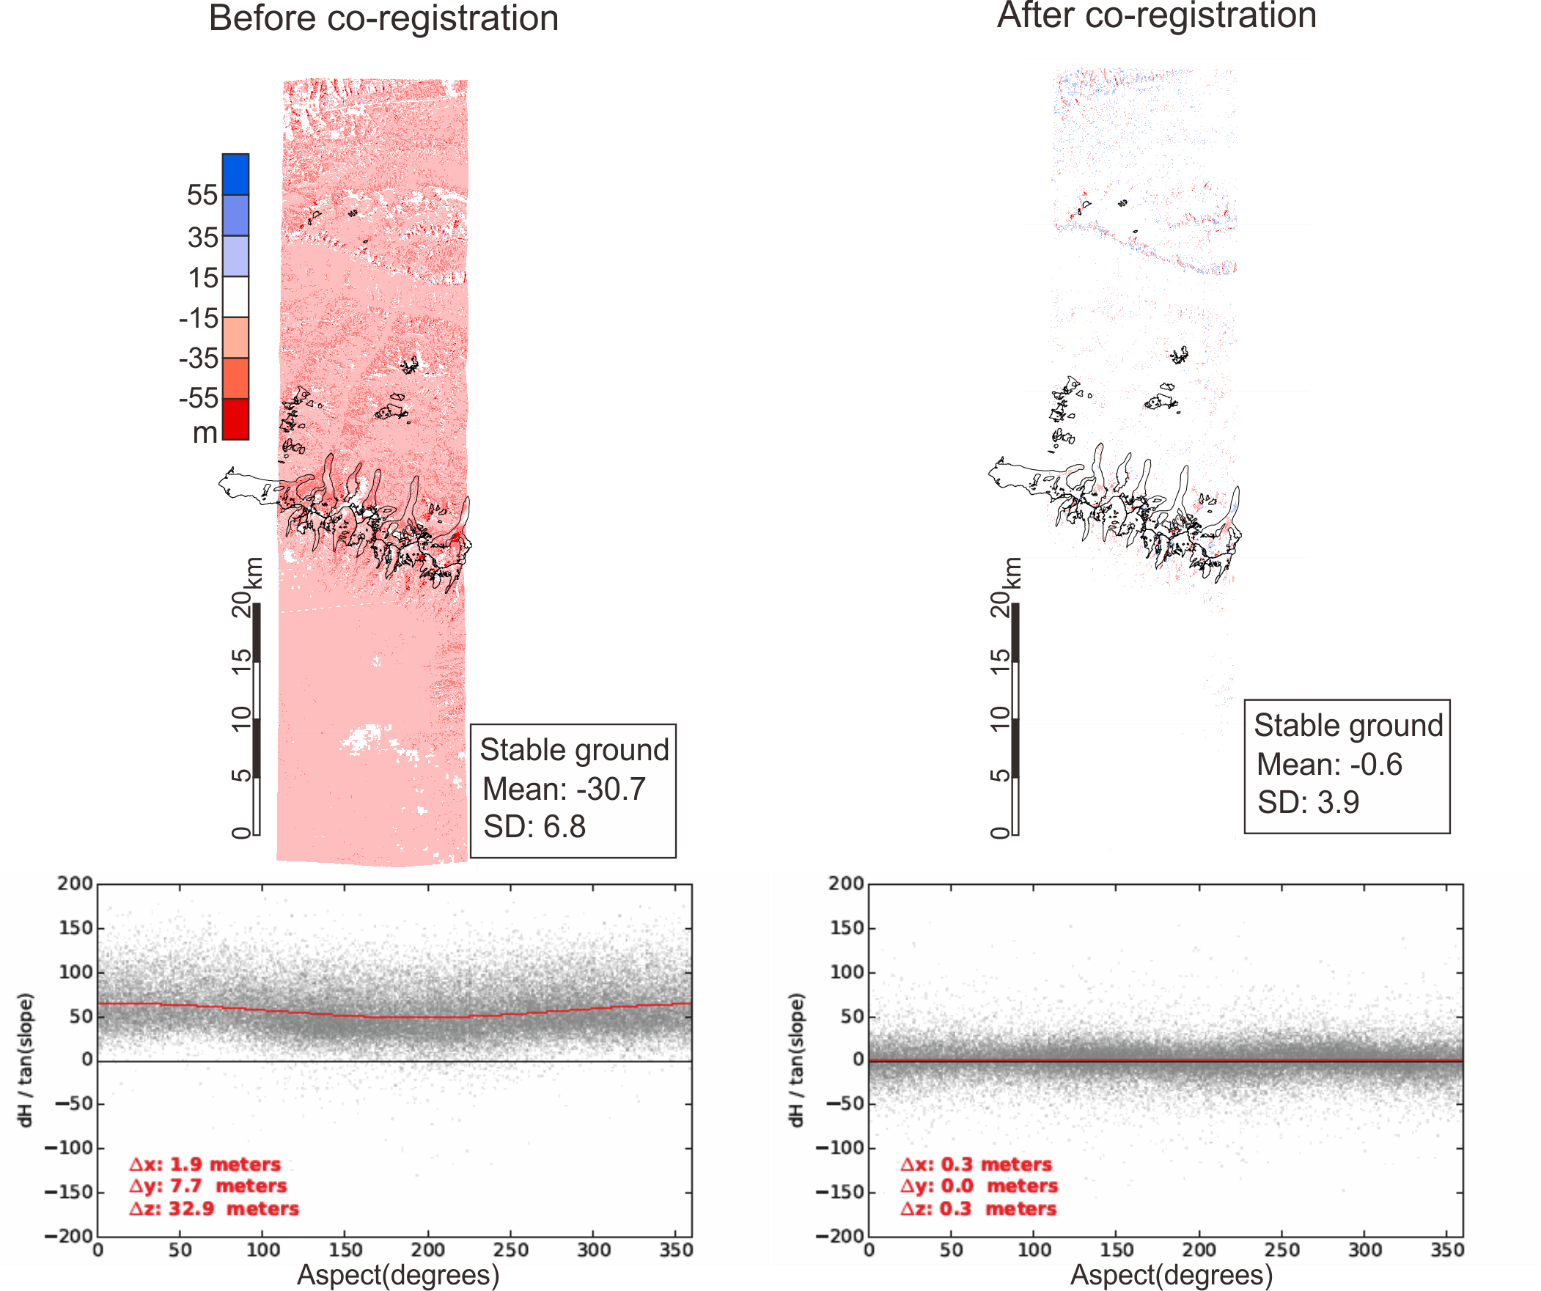 Before co-registration
After co-registration
55
35
15
-15
-35
-55
m
0 5 10 15 20 km
0 5 10 15 20 km
Stable ground
Mean: -30.7
SD: 6.8
Stable ground
Mean: -0.6
SD: 3.9
200
150
100
50
0
−50
−100
−150
−200
dH / tan(slope)
Δx: 1.9 meters
Δy: 7.7 meters
Δz: 32.9 meters
0 50 100 150 200 250 300 350
Aspect(degrees)
200
150
100
50
0
−50
−100
−150
−200
dH / tan(slope)
Δx: 0.3 meters
Δy: 0.0 meters
Δz: 0.3 meters
0 50 100 150 200 250 300 350
Aspect(degrees)